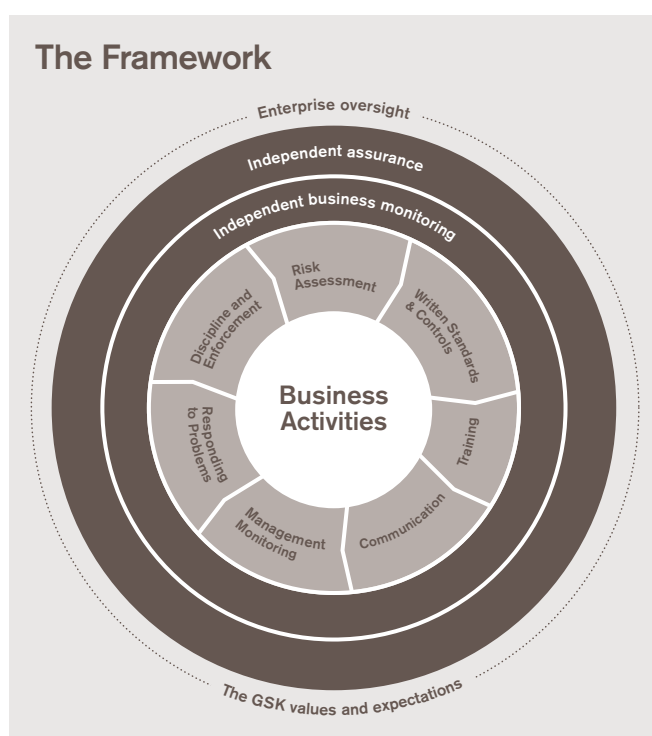 The Framework
Enterprise oversight
Independent assurance
Independent business monitoring
Risk
Assessment
Written Standards
& Controls
Training
Communication
Management
Monitoring
Responding
to Problems
Discipline and
Enforcement
Business
Activities
The GSK values and expectations